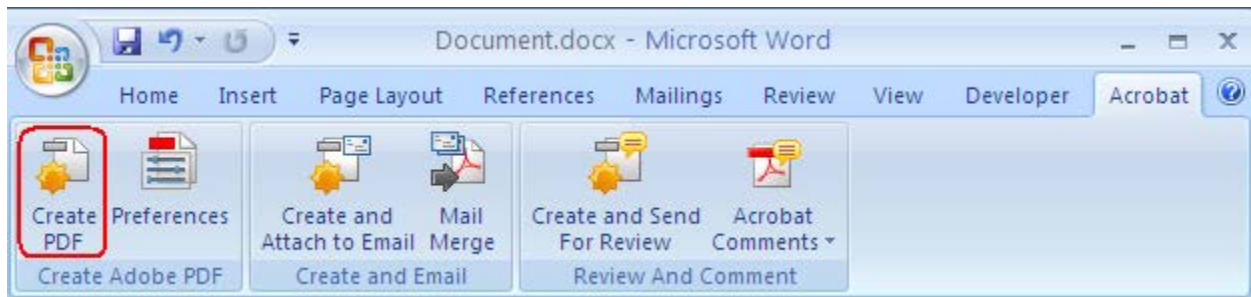 Document.docx - Microsoft Word
Home Insert Page Layout References Mailings Review View Developer Acrobat
Create PDF
Preferences
Create and Attach to Email
Mail Merge
Create and Send For Review
Acrobat Comments
Create Adobe PDF
Create and Email
Review And Comment